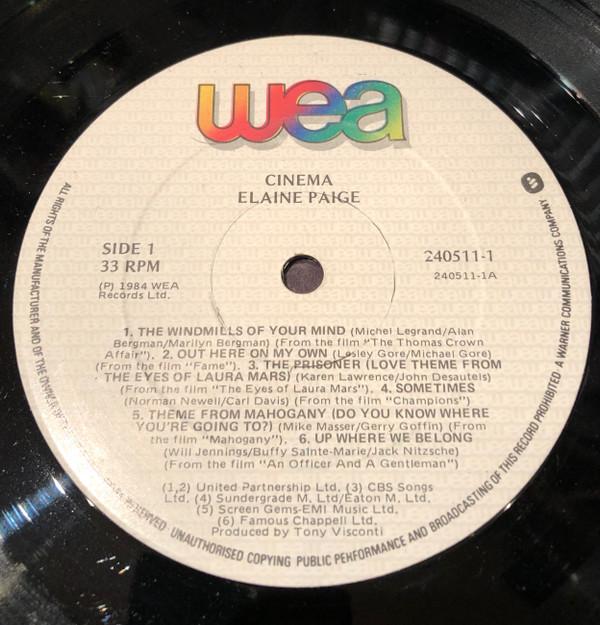 wea
CINEMA
ELAINE PAIGE
SIDE 1
33 RPM
(P) 1984 WEA
Records Ltd.
240511-1
240511-1A
1. THE WINDMILLS OF YOUR MIND (Michel Legrand/Alan
Bergman/Marilyn Bergman) (From the film "The Thomas Crown
Affair"). 2. OUT HERE ON MY OWN (Lesley Gore/Michael Gore)
(From the film "Fame"). 3. THE PRISONER (LOVE THEME FROM
THE EYES OF LAURA MARS) (Karen Lawrence/John Desautels)
(From the film "The Eyes of Laura Mars"). 4. SOMETIMES
(Norman Newell/Carl Davis) (From the film "Champions")
5. THEME FROM MAHOGANY (DO YOU KNOW WHERE
YOU'RE GOING TO?) (Mike Masser/Gerry Goffin) (From
the film "Mahogany"). 6. UP WHERE WE BELONG
(Will Jennings/Buffy Sainte-Marie/Jack Nitzsche)
(From the film "An Officer And A Gentleman")
(1,2) United Partnership Ltd. (3) CBS Songs
Ltd. (4) Sundergrade M. Ltd/Eaton M. Ltd.
(5) Screen Gems-EMI Music Ltd.
(6) Famous Chappell Ltd.
Produced by Tony Visconti
ALL RIGHTS OF THE MANUFACTURER AND OF THE RESERVED · UNAUTHORISED COPYING PUBLIC PERFORMANCE AND BROADCASTING OF THIS RECORD PROHIBITED A WARNER COMMUNICATIONS COMPANY